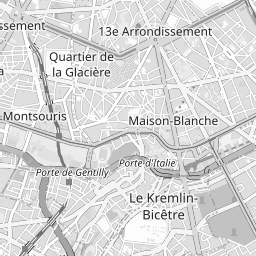 ssement
13e Arrondissement
Quartier de
la Glacière
a
Montsouris
Maison-Blanche
Porte d'Italie
Porte de Gentilly
Le Kremlin-
Bicêtre